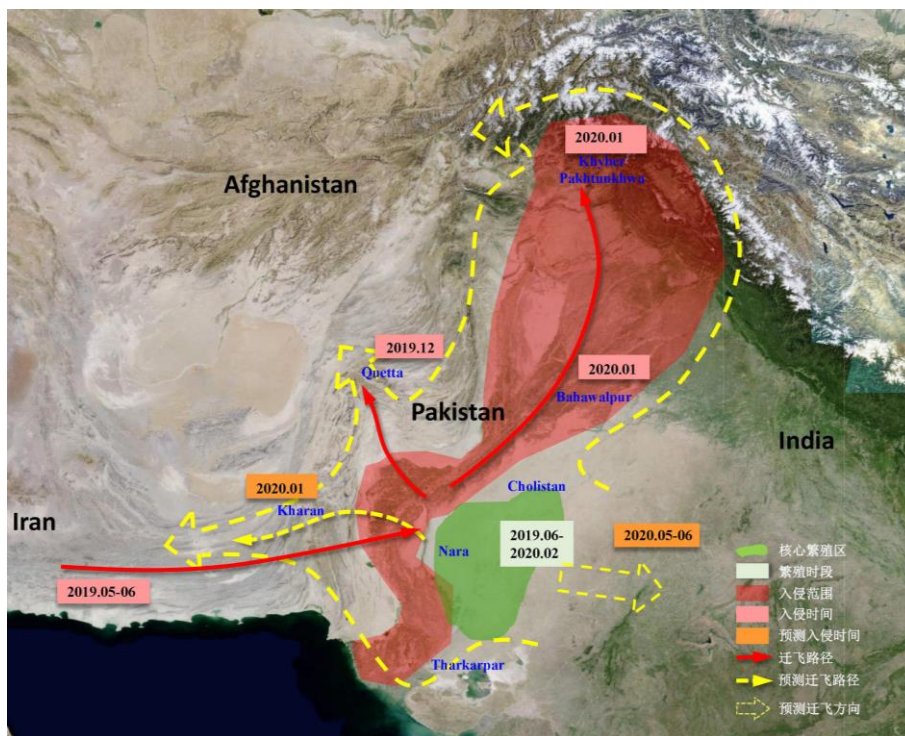 2020.01
Khyber
Pakhtunkhwa
Afghanistan
2019.12
Quetta
2020.01
Bahawalpur
Pakistan
India
Cholistan
2020.01
Kharan
Iran
2019.06-
2020.02
2020.05-06
Nara
2019.05-06
Tharkarpar
核心繁殖区
繁殖时段
入侵范围
入侵时间
预测入侵时间
迁飞路径
预测迁飞路径
预测迁飞方向